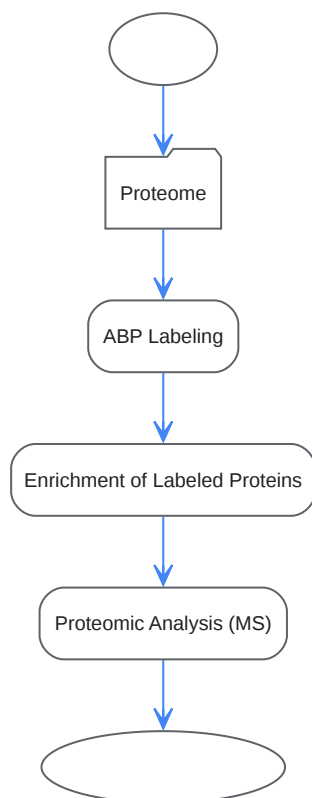 Proteome
ABP Labeling
Enrichment of Labeled Proteins
Proteomic Analysis (MS)